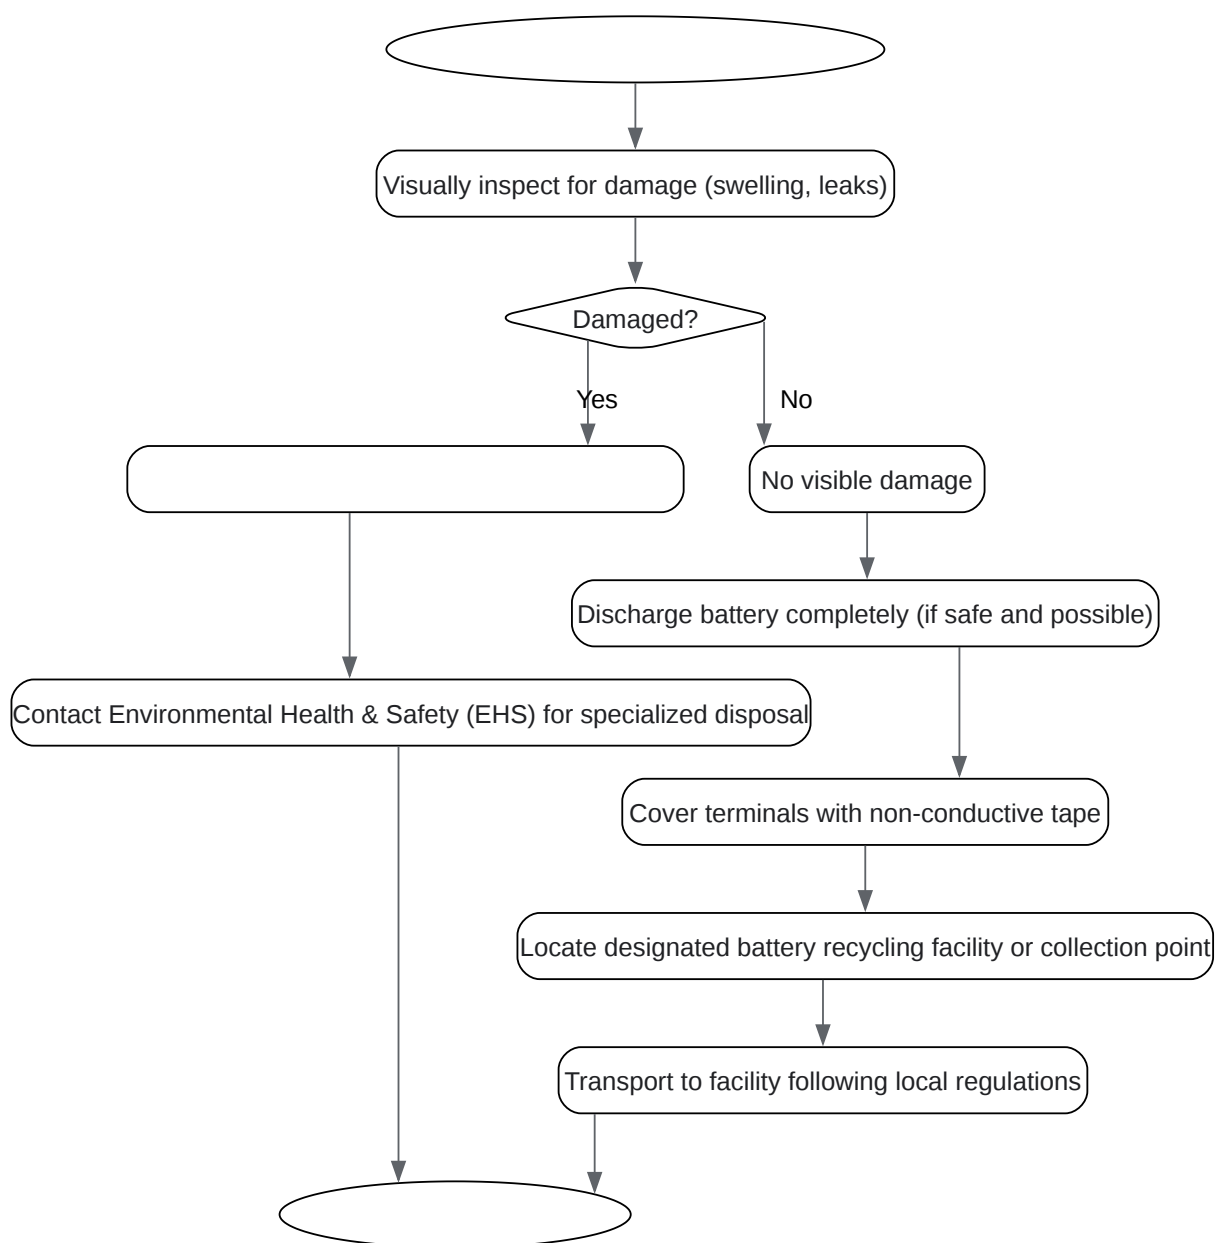 Visually inspect for damage (swelling, leaks)
Damaged?
Yes
No
No visible damage
Discharge battery completely (if safe and possible)
Contact Environmental Health & Safety (EHS) for specialized disposal
Cover terminals with non-conductive tape
Locate designated battery recycling facility or collection point
Transport to facility following local regulations